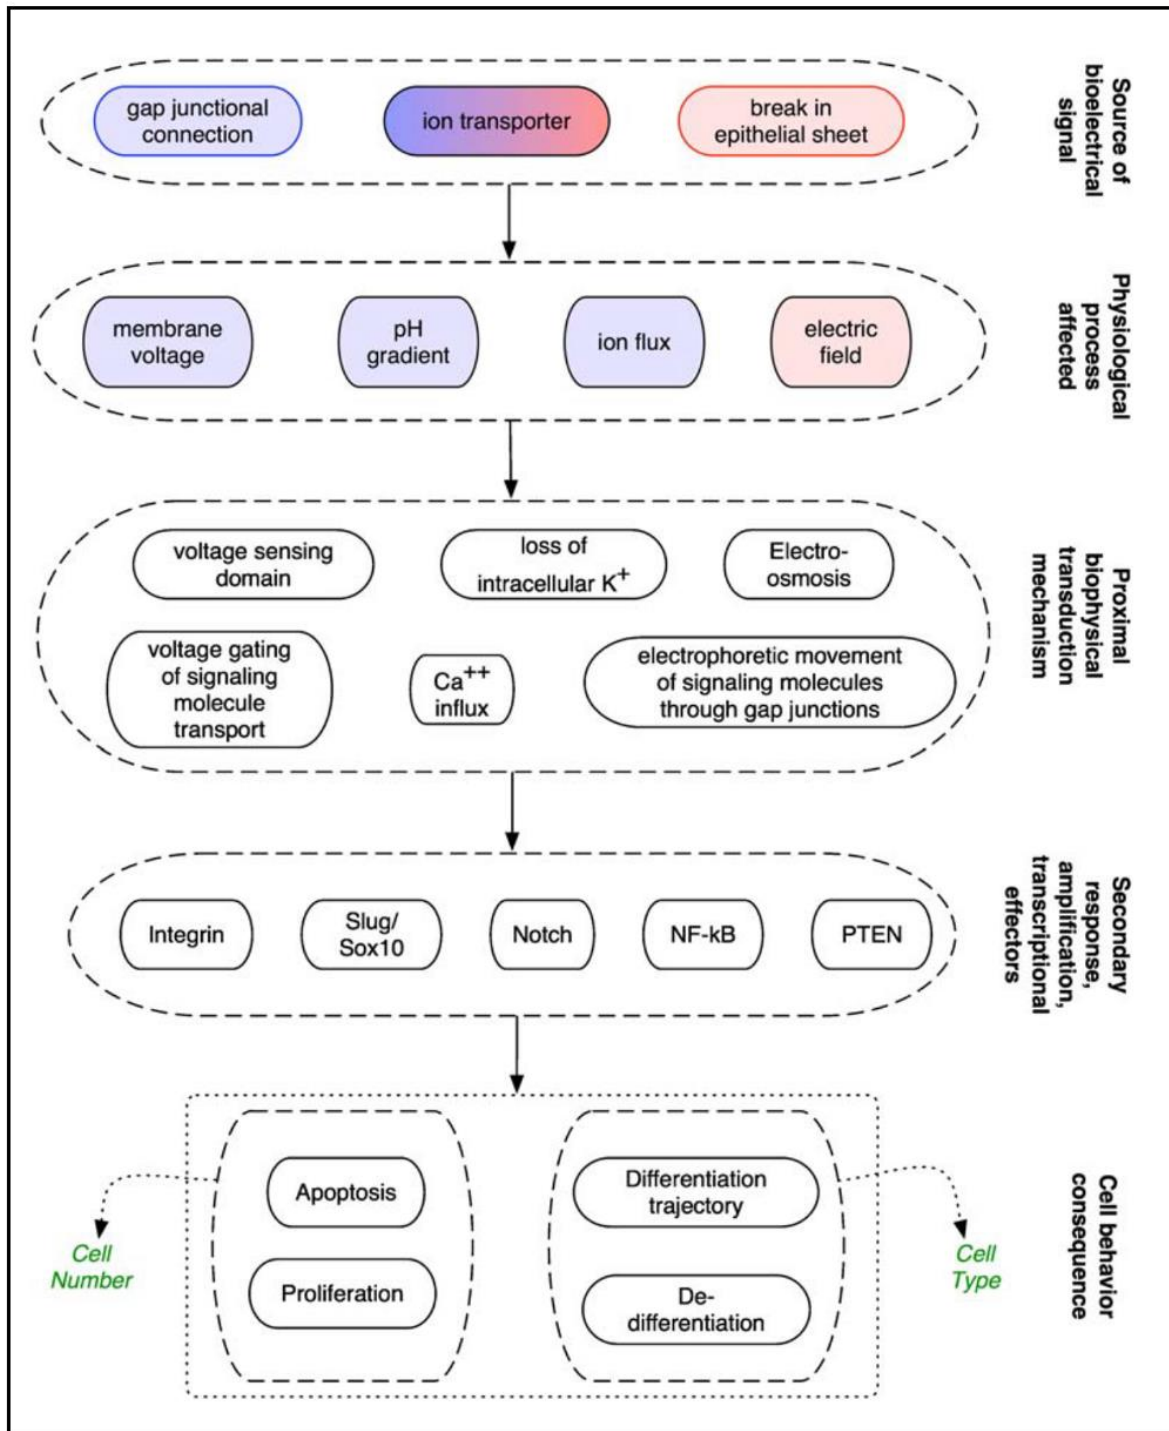 gap junctional
connection
ion transporter
break in
epithelial sheet
Source of
bioelectrical
signal
membrane
voltage
pH
gradient
ion flux
electric
field
Physiological
process
affected
voltage sensing
domain
loss of
intracellular K+
Electro-
osmosis
voltage gating
of signaling
molecule
transport
Ca++
influx
electrophoretic movement
of signaling molecules
through gap junctions
Proximal
biophysical
transduction
mechanism
Integrin
Slug/
Sox10
Notch
NF-kB
PTEN
Secondary
response,
amplification,
transcriptional
effectors
Apoptosis
Proliferation
Differentiation
trajectory
De-
differentiation
Cell
Number
Cell
Type
Cell behavior
consequence